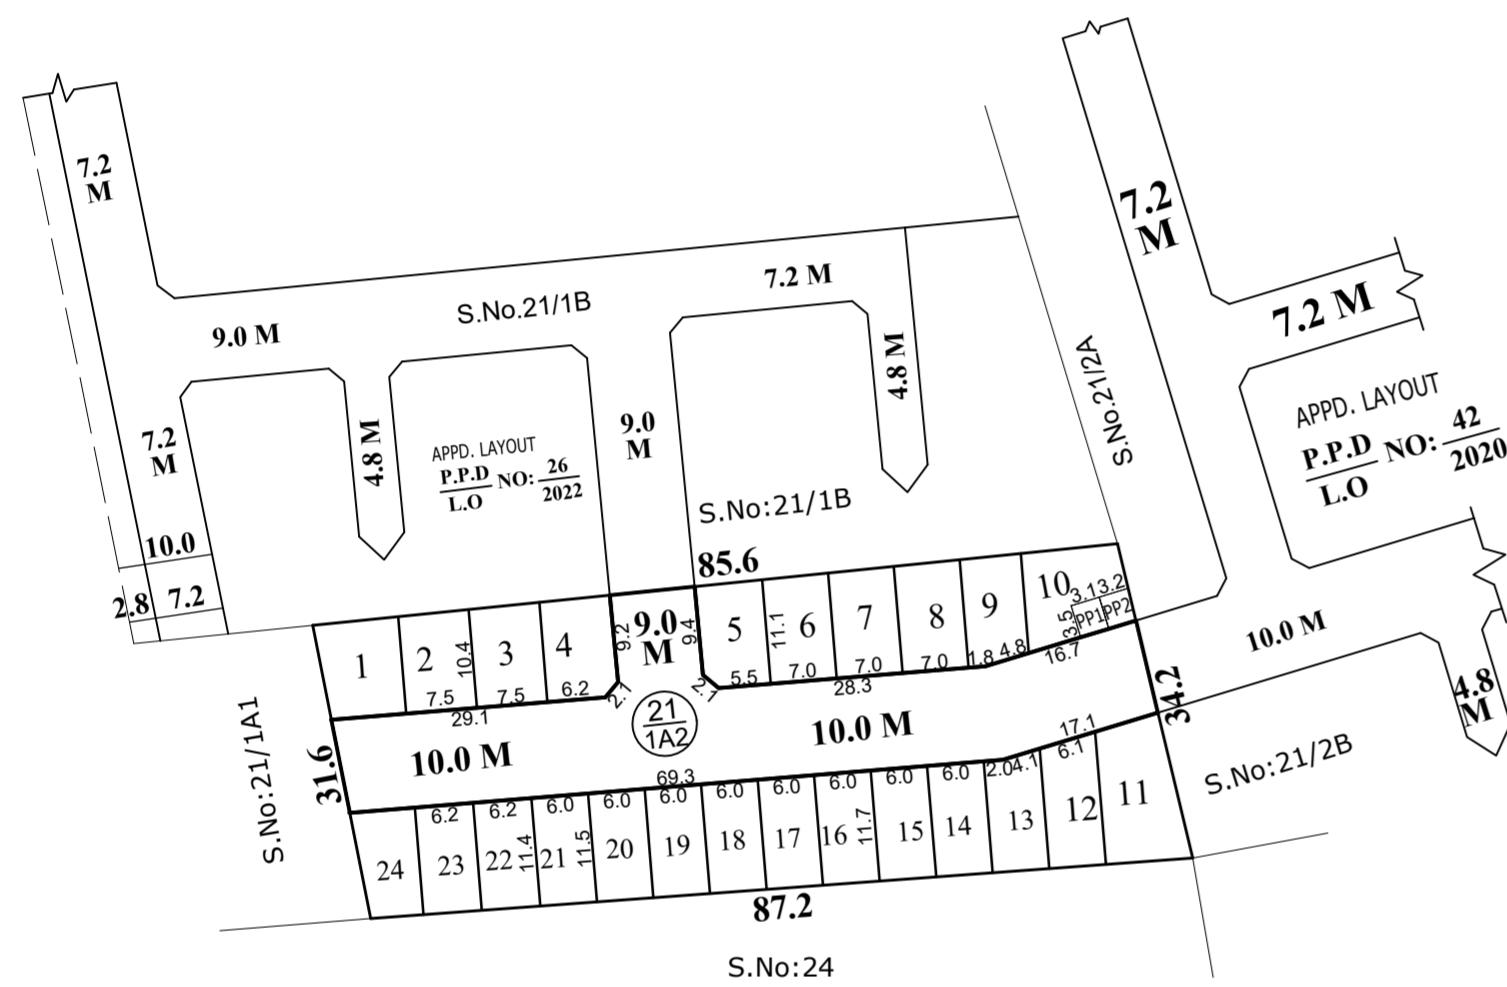 7.2
M
7.2
M
7.2 M
S.No.21/1B
9.0 M
7.2 M
4.8 M
S.No.21/2A
APPD. LAYOUT
P.P.D
L.O
NO:
42
2020
7.2
M
4.8 M
APPD. LAYOUT
P.P.D
L.O
NO:
26
2022
9.0
M
S.No:21/1B
10.0
2.8
7.2
85.6
1
2
10.4
3
4
9.2
9.0
M
9.4
5
11.1
6
7
8
9
10
3.1
3.2
3.5
PP1
PP2
7.5
7.5
6.2
2.1
2.1
5.5
7.0
7.0
7.0
1.8
4.8
16.7
29.1
28.3
10.0 M
4.8
M
34.2
S.No:21/1A1
31.6
10.0 M
21
1A2
10.0 M
17.1
69.3
S.No:21/2B
6.2
6.2
6.0
6.0
6.0
6.0
6.0
6.0
6.0
6.0
2.0
4.1
6.1
24
23
22
11.4
21
11.5
20
19
18
17
16
11.7
15
14
13
12
11
87.2
S.No:24